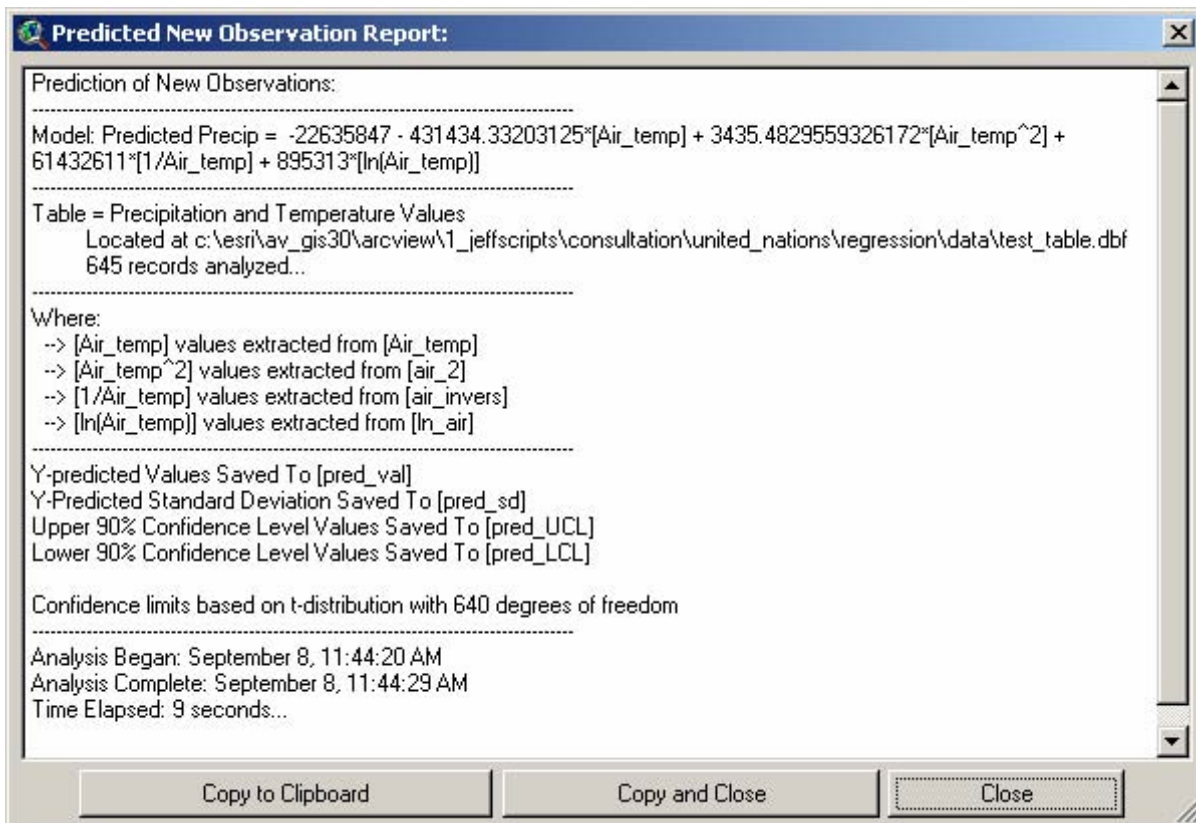 Predicted New Observation Report:
Prediction of New Observations:
Model: Predicted Precip =  -22635847 - 431434.33203125*[Air_temp] + 3435.4829559326172*[Air_temp^2] +
61432611*[1/Air_temp] + 895313*[ln(Air_temp)]
Table = Precipitation and Temperature Values
Located at c:\esri\av_gis30\arcview\1_jeffscripts\consultation\united_nations\regression\data\test_table.dbf
645 records analyzed...
Where:
--> [Air_temp] values extracted from [Air_temp]
--> [Air_temp^2] values extracted from [air_2]
--> [1/Air_temp] values extracted from [air_invers]
--> [ln(Air_temp)] values extracted from [ln_air]
Y-predicted Values Saved To [pred_val]
Y-Predicted Standard Deviation Saved To [pred_sd]
Upper 90% Confidence Level Values Saved To [pred_UCL]
Lower 90% Confidence Level Values Saved To [pred_LCL]
Confidence limits based on t-distribution with 640 degrees of freedom
Analysis Began: September 8, 11:44:20 AM
Analysis Complete: September 8, 11:44:29 AM
Time Elapsed: 9 seconds...
Copy to Clipboard
Copy and Close
Close